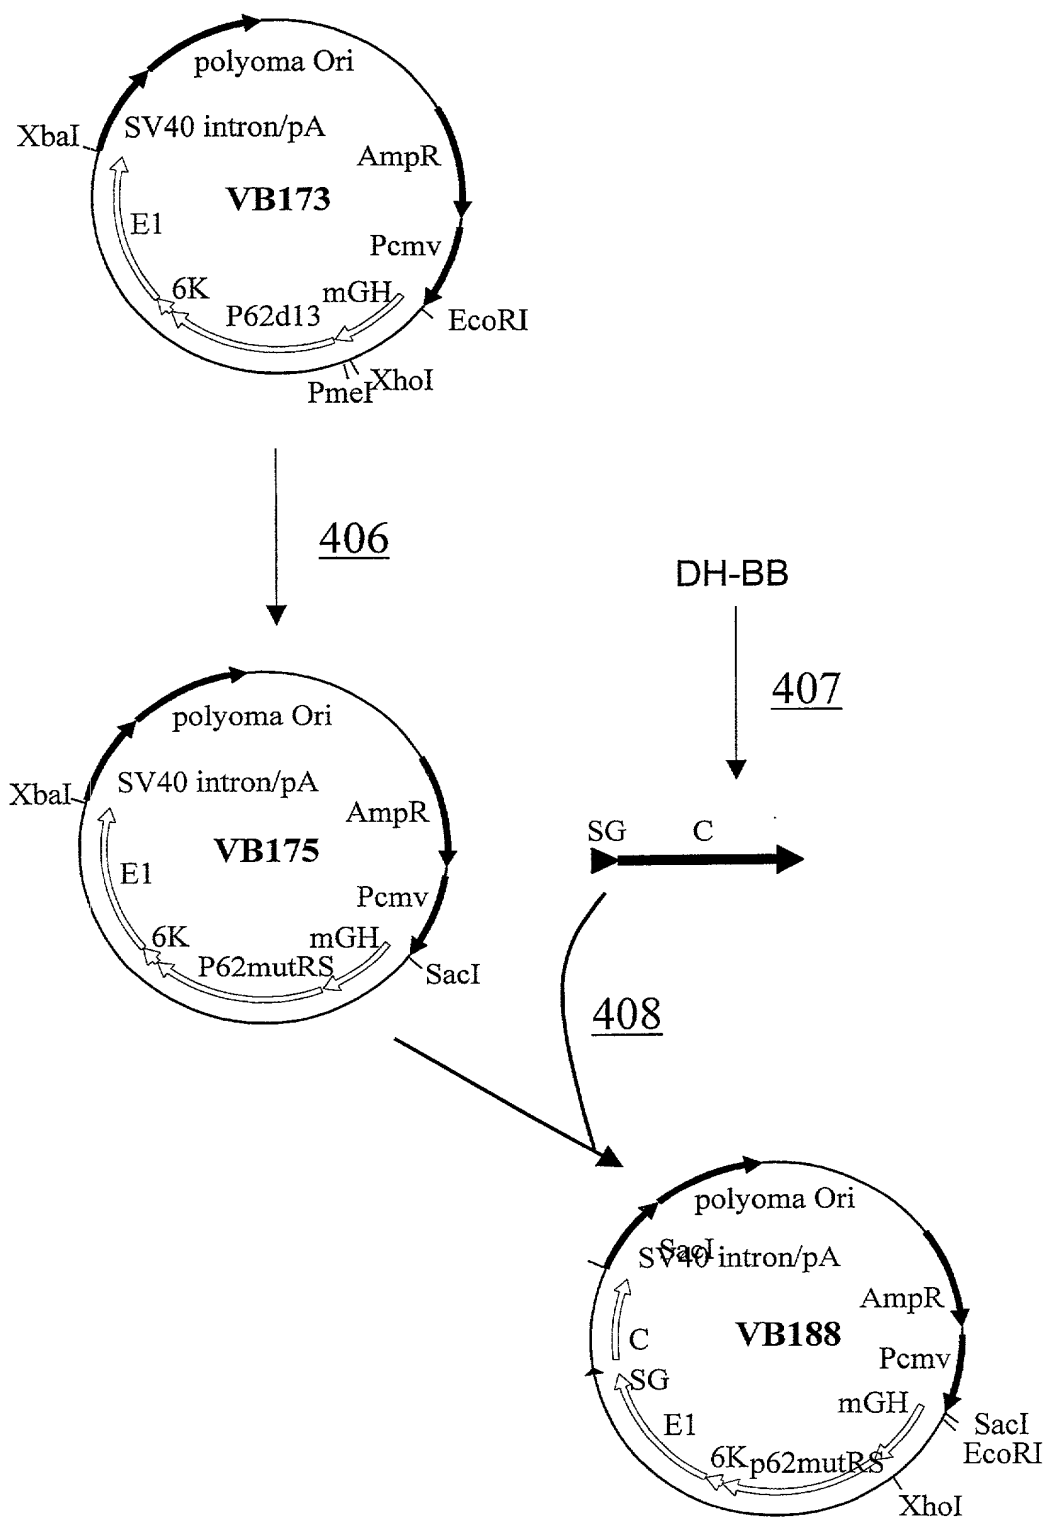 polyoma Ori
SV40 intron/pA
XbaI
AmpR
VB173
E1
Pcmv
6K
mGH
P62d13
EcoRI
XhoI
PmeI
406
DH-BB
407
polyoma Ori
SV40 intron/pA
XbaI
AmpR
SG C
VB175
E1
Pcmv
6K
mGH
P62mutRS
SacI
408
polyoma Ori
SacI
SV40 intron/pA
AmpR
VB188
C
Pcmv
SG
mGH
E1
SacI
EcoRI
6K
p62mutRS
XhoI